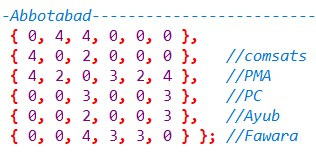 -Abbotabad--------------------------
{ 0, 4, 4, 0, 0, 0 },
{ 4, 0, 2, 0, 0, 0 }, //comsats
{ 4, 2, 0, 3, 2, 4 }, //PMA
{ 0, 0, 3, 0, 0, 3 }, //PC
{ 0, 0, 2, 0, 0, 3 }, //Ayub
{ 0, 0, 4, 3, 3, 0 } }; //Fawara